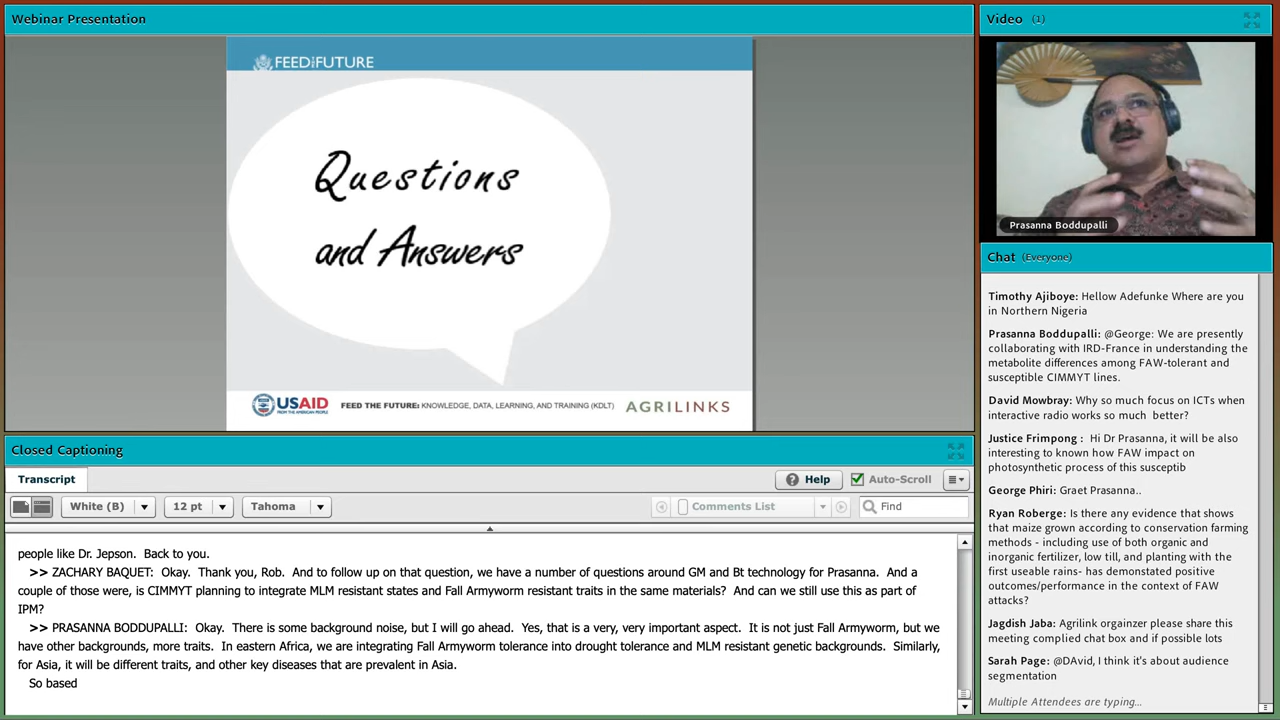 Webinar Presentation
FEED THE FUTURE
Questions
and Answers
USAID
FROM THE AMERICAN PEOPLE
FEED THE FUTURE: KNOWLEDGE, DATA, LEARNING, AND TRAINING (KDLT)
AGRILINKS
Video (1)
Prasanna Boddupalli
Chat (Everyone)
Timothy Ajiboye: Hellow Adefunke Where are you
in Northern Nigeria
Prasanna Boddupalli: @George: We are presently
collaborating with IRD-France in understanding the
metabolite differences among FAW-tolerant and
susceptible CIMMYT lines.
David Mowbray: Why so much focus on ICTs when
interactive radio works so much better?
Justice Frimpong : Hi Dr Prasanna, it will be also
interesting to known how FAW impact on
photosynthetic process of this susceptib
George Phiri: Graet Prasanna..
Ryan Roberge: Is there any evidence that shows
that maize grown according to conservation farming
methods - including use of both organic and
inorganic fertilizer, low till, and planting with the
first useable rains- has demonstrated positive
outcomes/performance in the context of FAW
attacks?
Jagdish Jaba: Agrilink orgainzer please share this
meeting complied chat box and if possible lots
Sarah Page: @DAvid, I think it's about audience
segmentation
Multiple Attendees are typing...
Closed Captioning
Transcript
Help
Auto-Scroll
White (B)
12 pt
Tahoma
Comments List
Find
people like Dr. Jepson. Back to you.
>> ZACHARY BAQUET: Okay. Thank you, Rob. And to follow up on that question, we have a number of questions around GM and Bt technology for Prasanna. And a
couple of those were, is CIMMYT planning to integrate MLM resistant states and Fall Armyworm resistant traits in the same materials? And can we still use this as part of
IPM?
>> PRASANNA BODDUPALLI: Okay. There is some background noise, but I will go ahead. Yes, that is a very, very important aspect. It is not just Fall Armyworm, but we
have other backgrounds, more traits. In eastern Africa, we are integrating Fall Armyworm tolerance into drought tolerance and MLM resistant genetic backgrounds. Similarly,
for Asia, it will be different traits, and other key diseases that are prevalent in Asia.
So based